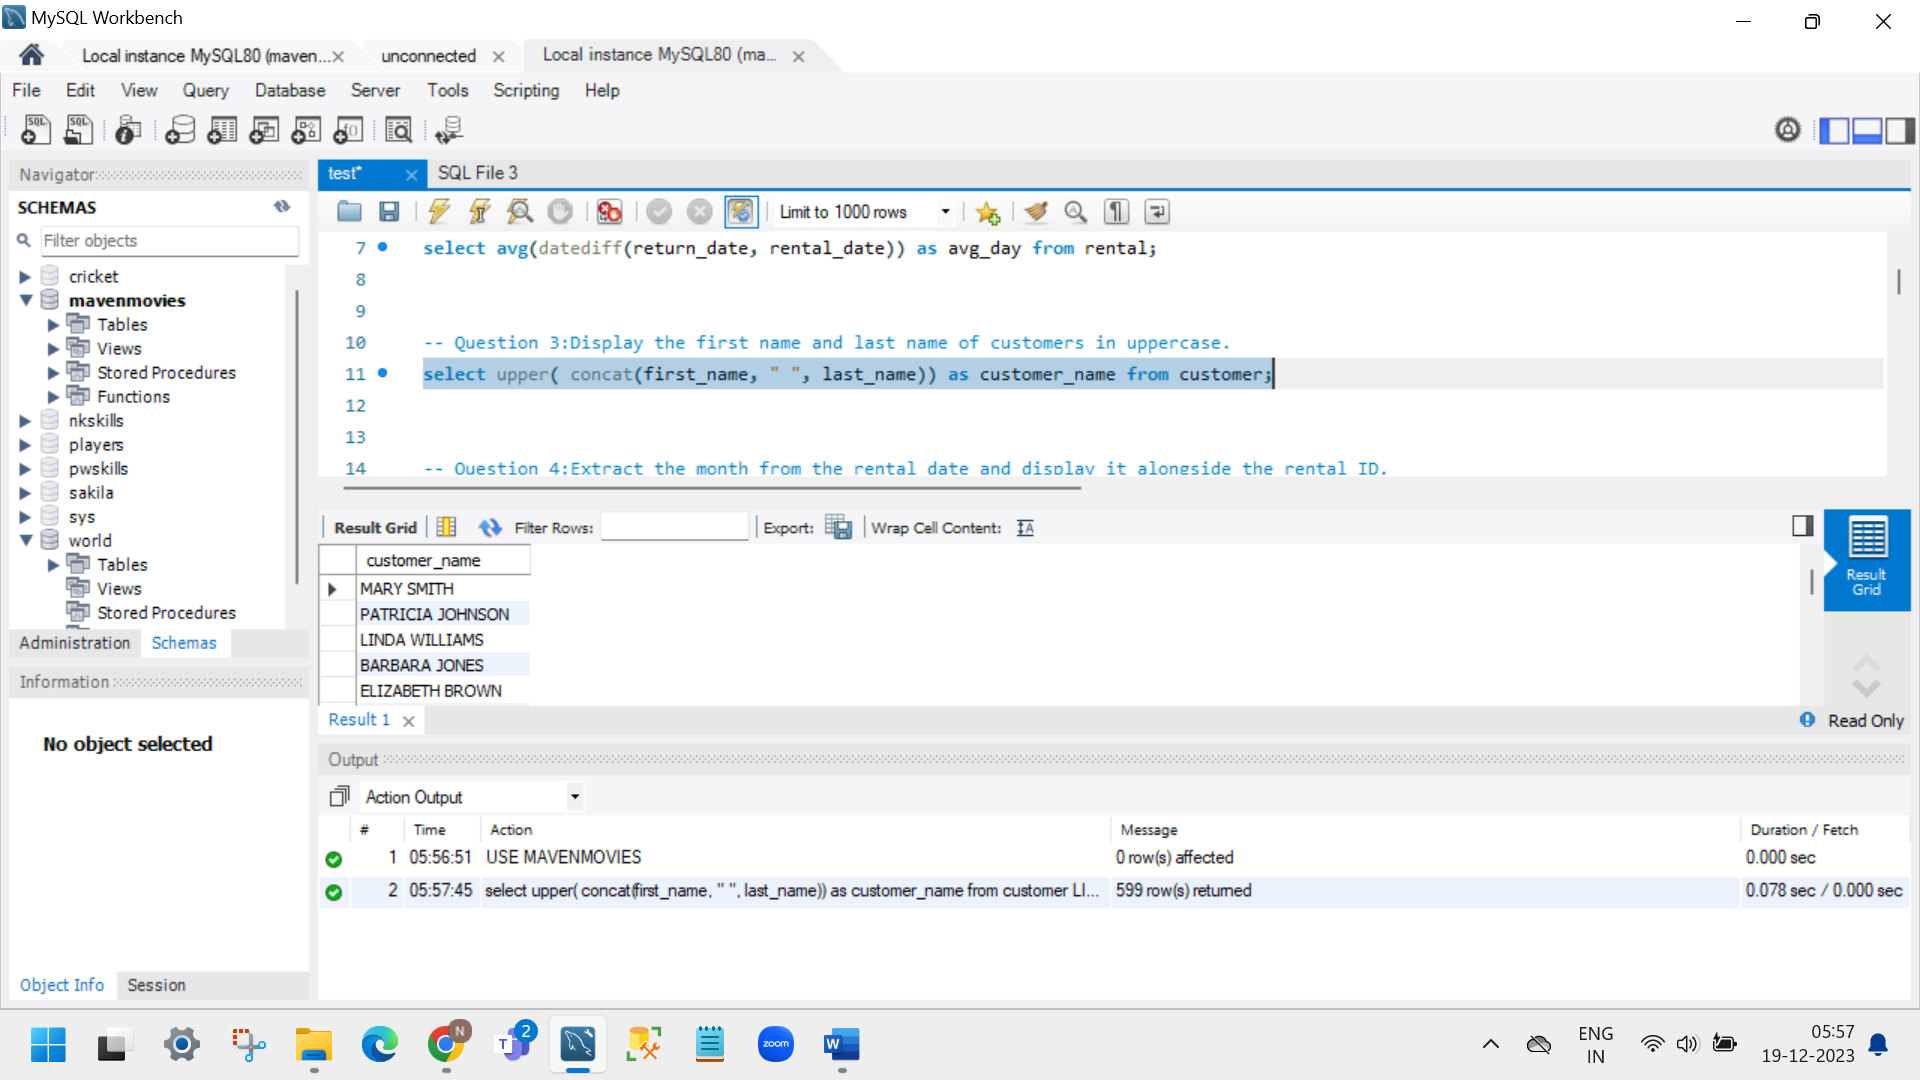 MySQL Workbench
Local instance MySQL80 (maven...
unconnected
Local instance MySQL80 (ma...
File Edit View Query Database Server Tools Scripting Help
Navigator
SCHEMAS
Filter objects
cricket
mavenmovies
Tables
Views
Stored Procedures
Functions
nkskills
players
pwskills
sakila
sys
world
Tables
Views
Stored Procedures
Administration Schemas
Information
No object selected
Object Info Session
test*
SQL File 3
Limit to 1000 rows
7 select avg(datediff(return_date, rental_date)) as avg_day from rental;
8
9
10 -- Question 3:Display the first name and last name of customers in uppercase.
11 select upper( concat(first_name, " ", last_name)) as customer_name from customer;
12
13
14 -- Question 4:Extract the month from the rental date and display it alongside the rental ID.
Result Grid Filter Rows: Export: Wrap Cell Content:
customer_name
MARY SMITH
PATRICIA JOHNSON
LINDA WILLIAMS
BARBARA JONES
ELIZABETH BROWN
Result
Grid
Result 1
Read Only
Output
Action Output
# Time Action Message Duration / Fetch
1 05:56:51 USE MAVENMOVIES 0 row(s) affected 0.000 sec
2 05:57:45 select upper( concat(first_name, " ", last_name)) as customer_name from customer LI... 599 row(s) returned 0.078 sec / 0.000 sec
SQL
SQL
N
2
T
zoom
W
ENG
IN
05:57
19-12-2023